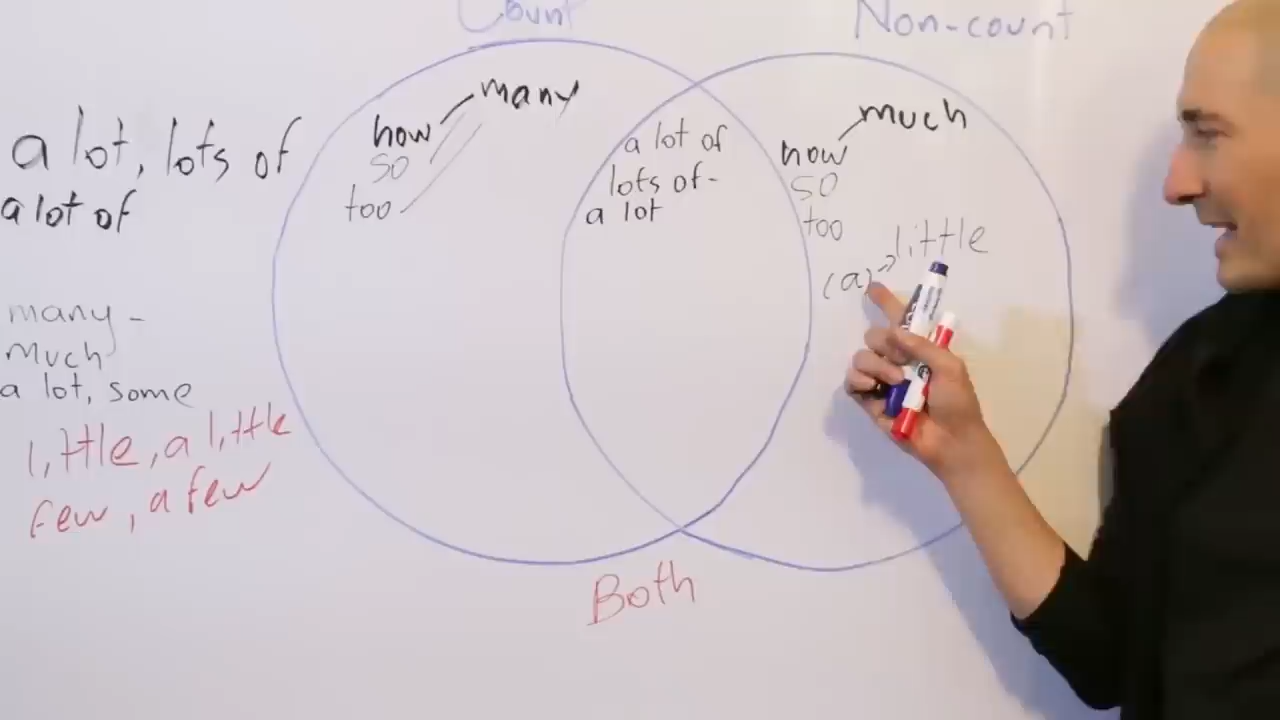 Count
Non-count
a lot, lots of
a lot of
many -
much
a lot, some
little, a little
few, a few
many
how
so
too
a lot of
lots of-
a lot
much
how
so
too
little
(a)→
Both